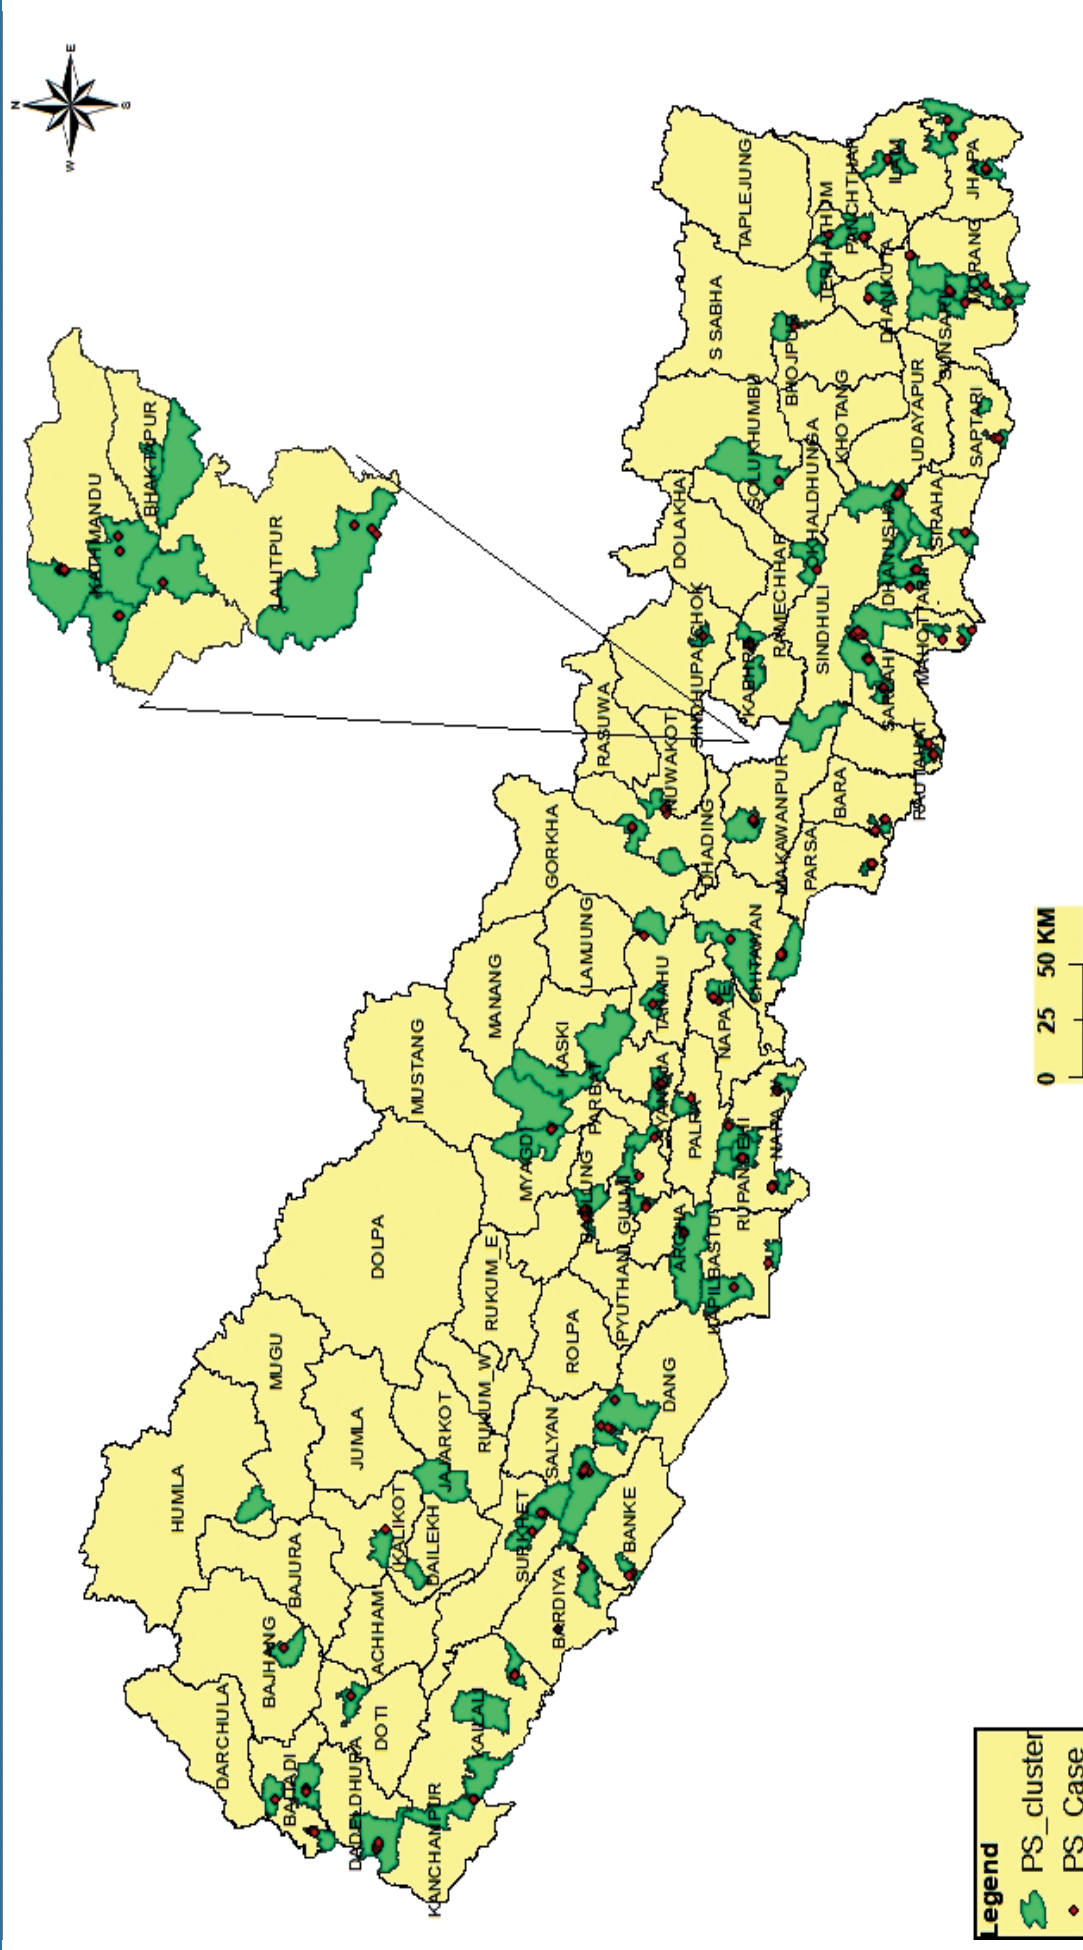 N
E
S
W
KATHMANDU
BHAKTAPUR
LALITPUR
HUMLA
DARCHULA
BAJHANG
BAJURA
MUGU
BAITADI
DADELDHURA
DOTI
ACHHAM
KALIKOT
JUMLA
DOLPA
KANCHANPUR
KAILALI
DAILEKH
JAJARKOT
RUKUM_W
RUKUM_E
MUSTANG
SURKHET
SALYAN
ROLPA
MYAGDI
MANANG
BARDIYA
BANKE
DANG
PYUTHAN
GULMI
BAGLUNG
PARBAT
KASKI
LAMJUNG
GORKHA
RASUWA
KAPILBASTU
ARGHA
RUPANDEHI
PALPA
SYANGJA
TANAHU
NAPA_E
NAPA
CHITAWAN
DHADING
NUWAKOT
SINDHUPALCHOK
DOLAKHA
MAKAWANPUR
PARSA
BARA
RAUTAHAT
KABHRE
RAMECHHAP
SINDHULI
SARLAHI
MAHOTTARI
DHANUSHA
SIRAHA
OKHALDHUNGA
SOLUKHUMBU
KHOTANG
UDAYAPUR
SAPTARI
S SABHA
BHOJPUR
DHANKUTA
SUNSARI
MORANG
TERHATHUM
PANCHTHAR
TAPLEJUNG
ILAM
JHAPA
0 25 50 KM
Legend
PS_cluster
PS_Case